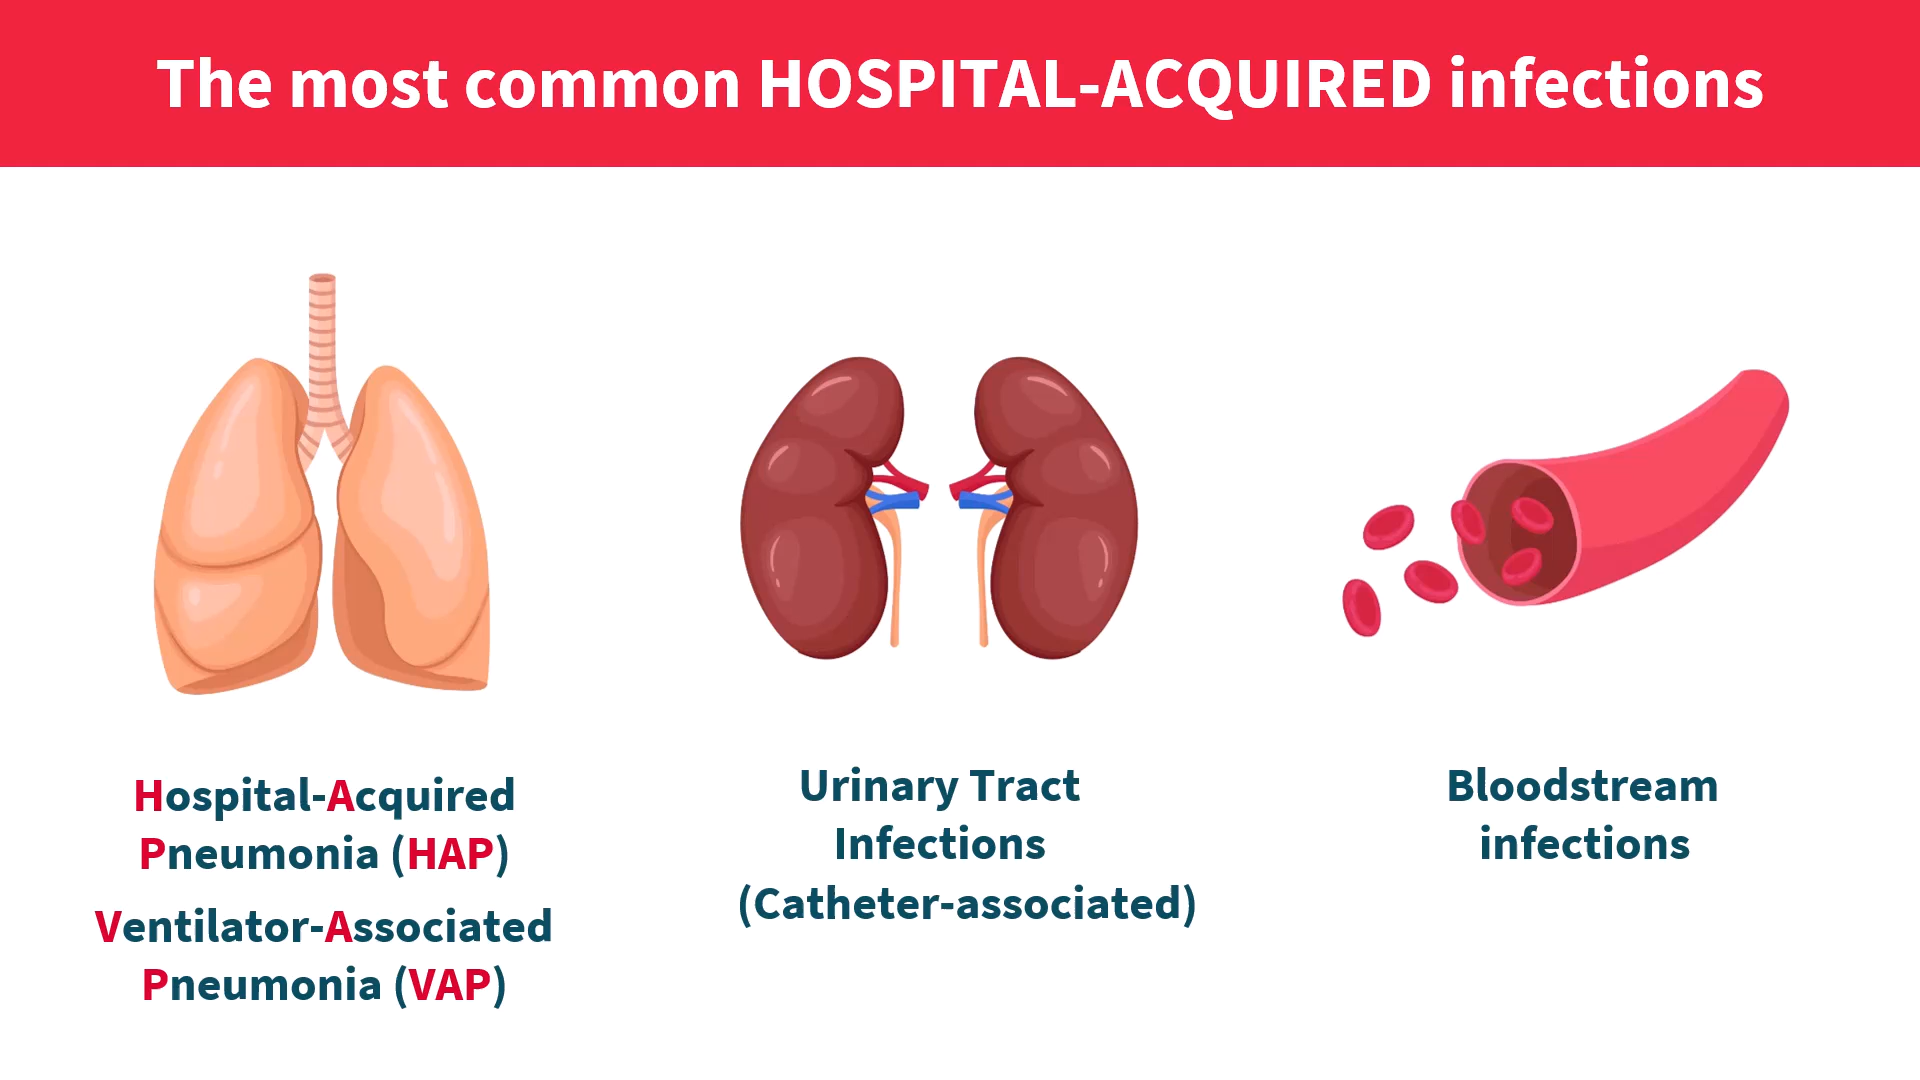 The most common HOSPITAL-ACQUIRED infections
Hospital-Acquired
Pneumonia (HAP)
Ventilator-Associated
Pneumonia (VAP)
Urinary Tract
Infections
(Catheter-associated)
Bloodstream
infections